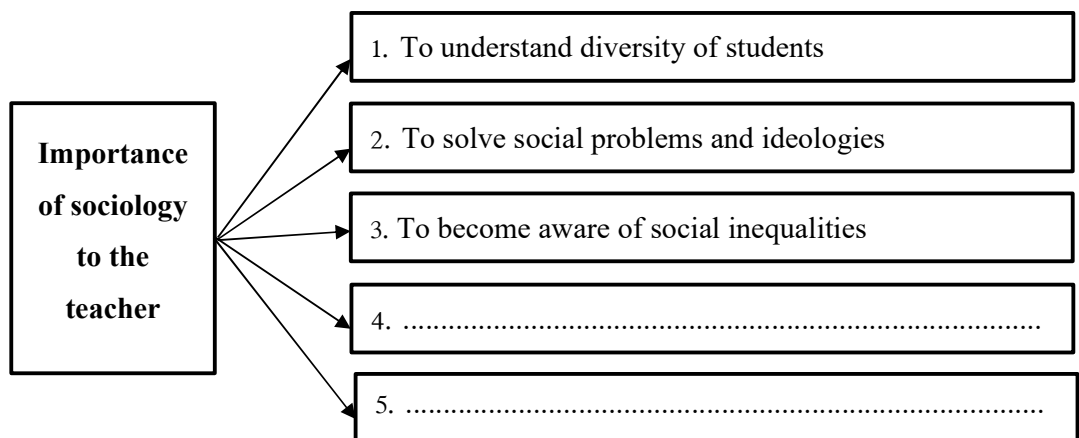 Importance
of sociology
to the
teacher
1. To understand diversity of students
2. To solve social problems and ideologies
3. To become aware of social inequalities
4. .....................................................................................
5. .....................................................................................